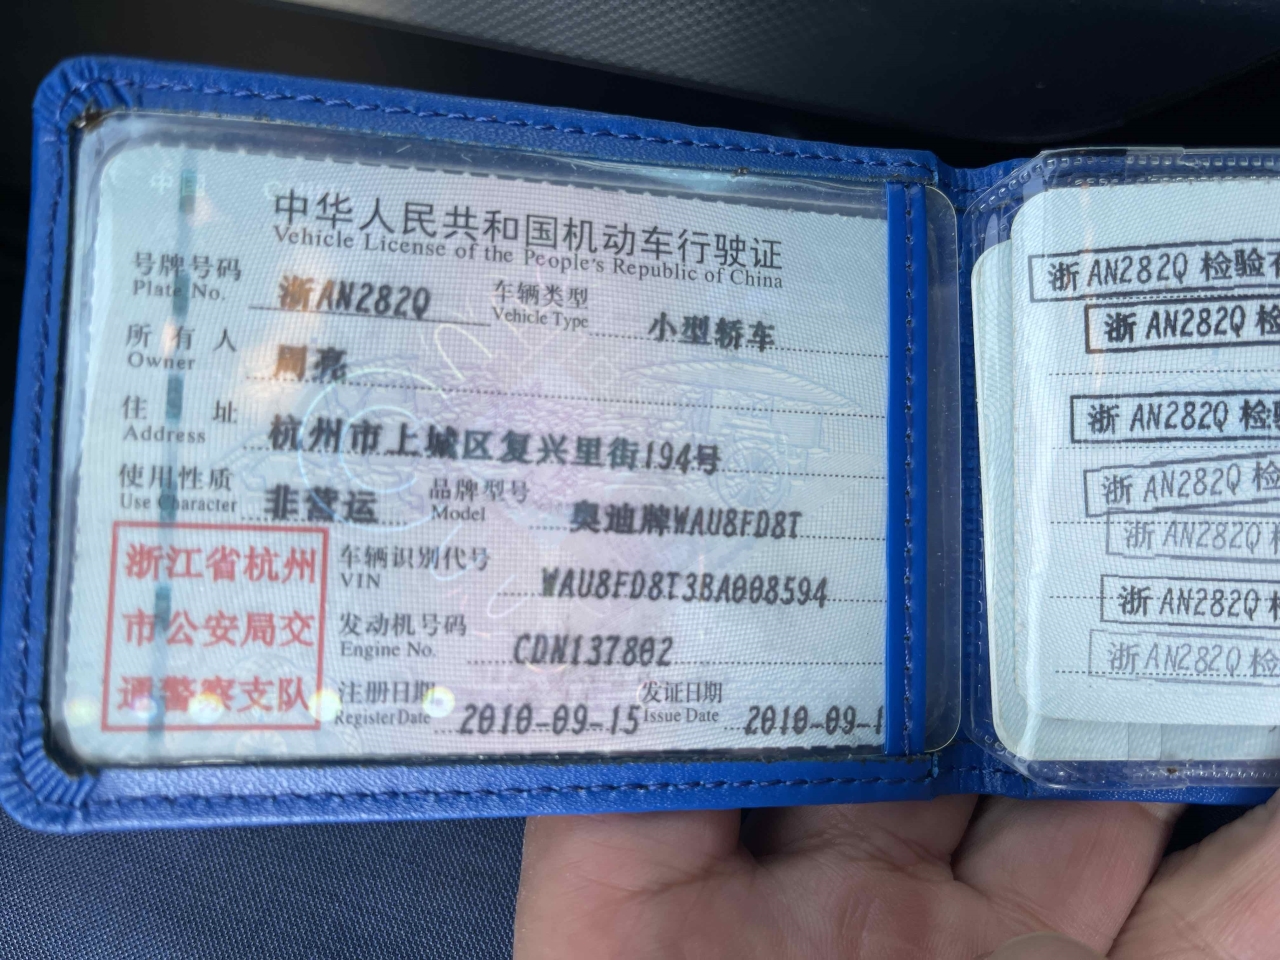 中华人民共和国机动车行驶证
Vehicle License of the People's Republic of China
号牌号码 浙AN282Q 车辆类型 小型轿车
Plate No. Vehicle Type
所有人 周亮
Owner
住址 杭州市上城区复兴里街194号
Address
使用性质 非营运 品牌型号 奥迪牌WAU8FD8T
Use Character Model
浙江省杭州
市公安局交
通警察支队
车辆识别代号 WAU8FD8T3BA008594
VIN
发动机号码 CDN137802
Engine No.
注册日期 2010-09-15 发证日期 2010-09-1
Register Date Issue Date
浙AN282Q 检验
浙AN282Q 检
浙AN282Q 检
浙AN282Q 检
浙AN282Q 检
浙AN282Q
浙AN282Q 检